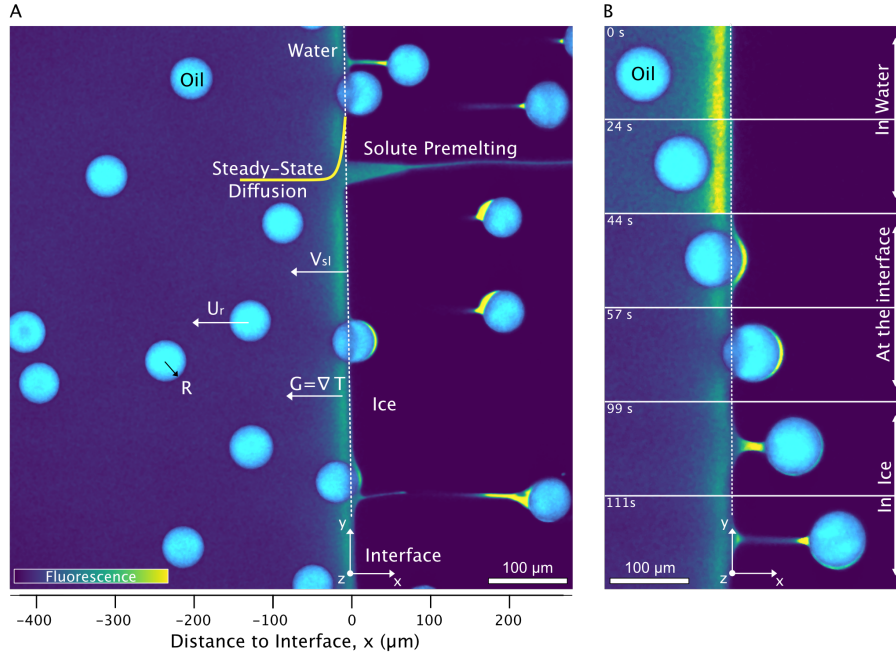 A
Water
Oil
Solute Premelting
Steady-State
Diffusion
Vsl
Ur
R
G=∇T
Ice
y
Interface
z
x
Fluorescence
100 µm
-400
-300
-200
-100
0
100
200
Distance to Interface, x (µm)
B
0 s
Oil
In Water
24 s
44 s
At the interface
57 s
99 s
In Ice
111s
y
z
x
100 µm